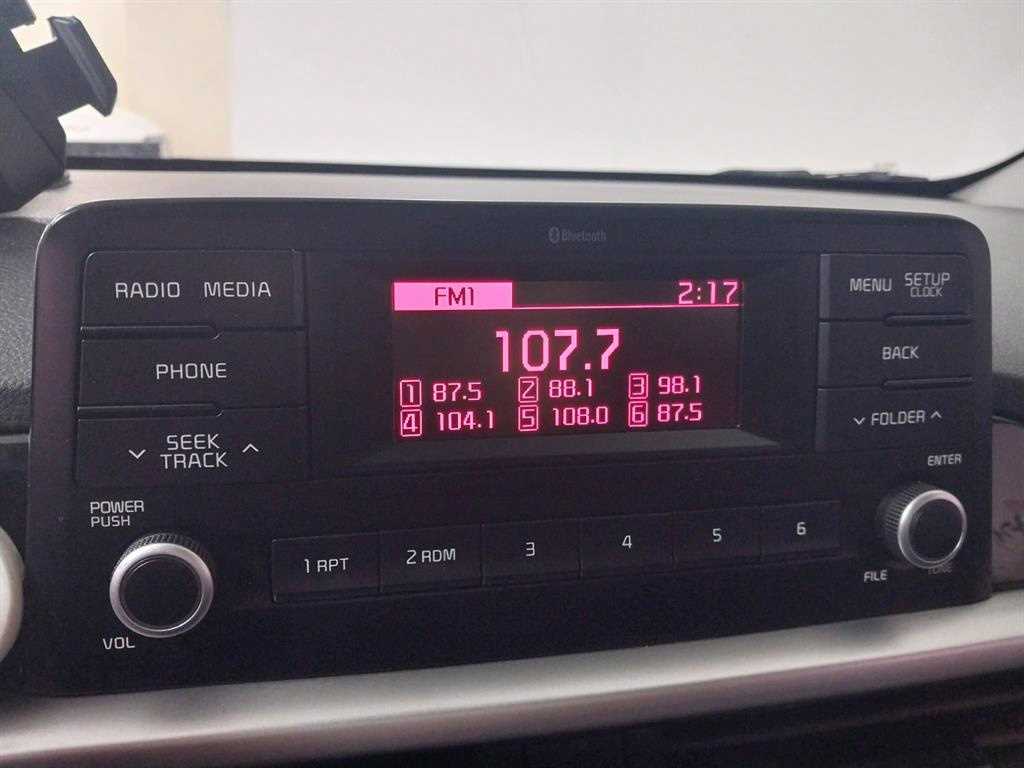 Bluetooth
RADIO MEDIA
PHONE
SEEK
TRACK
POWER
PUSH
VOL
FM1 2:17
107.7
1 87.5 2 88.1 3 98.1
4 104.1 5 108.0 6 87.5
1 RPT 2 RDM 3 4 5 6
MENU SETUP
CLOCK
BACK
FOLDER
ENTER
FILE TUNE